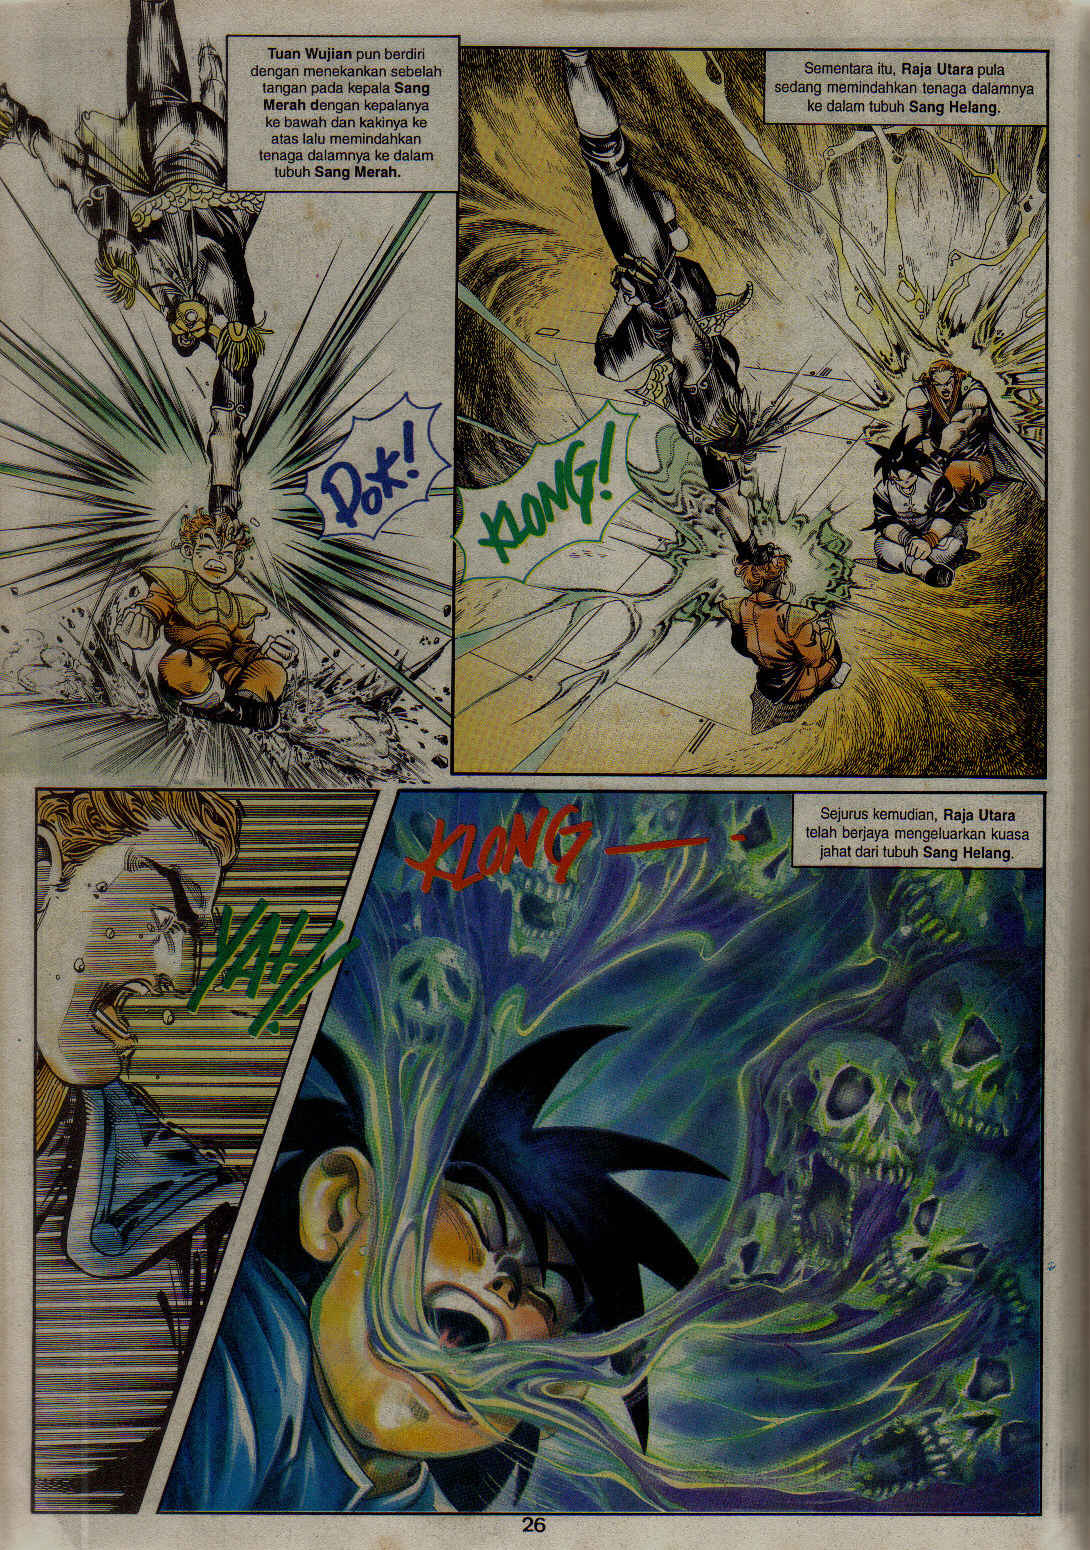 Tuan Wujian pun berdiri
dengan menekankan sebelah
tangan pada kepala Sang
Merah dengan kepalanya
ke bawah dan kakinya ke
atas lalu memindahkan
tenaga dalamnya ke dalam
tubuh Sang Merah.
Sementara itu, Raja Utara pula
sedang memindahkan tenaga dalamnya
ke dalam tubuh Sang Helang.
POK!
KLONG!
YAH!!
KLONG
Sejurus kemudian, Raja Utara
telah berjaya mengeluarkan kuasa
jahat dari tubuh Sang Helang.
26